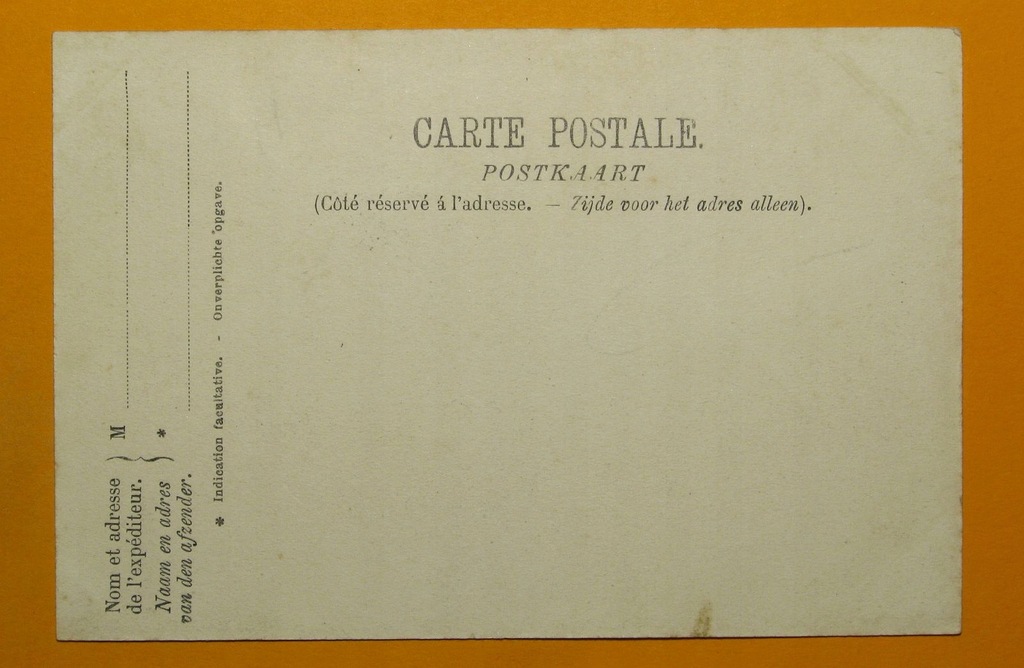 CARTE POSTALE.
POSTKAART
(Côté réservé á l'adresse. — Zijde voor het adres alleen).
Nom et adresse
de l'expéditeur. } M
Naam en adres
van den afzender. } *
* Indication facultative. - Onverplichte opgave.